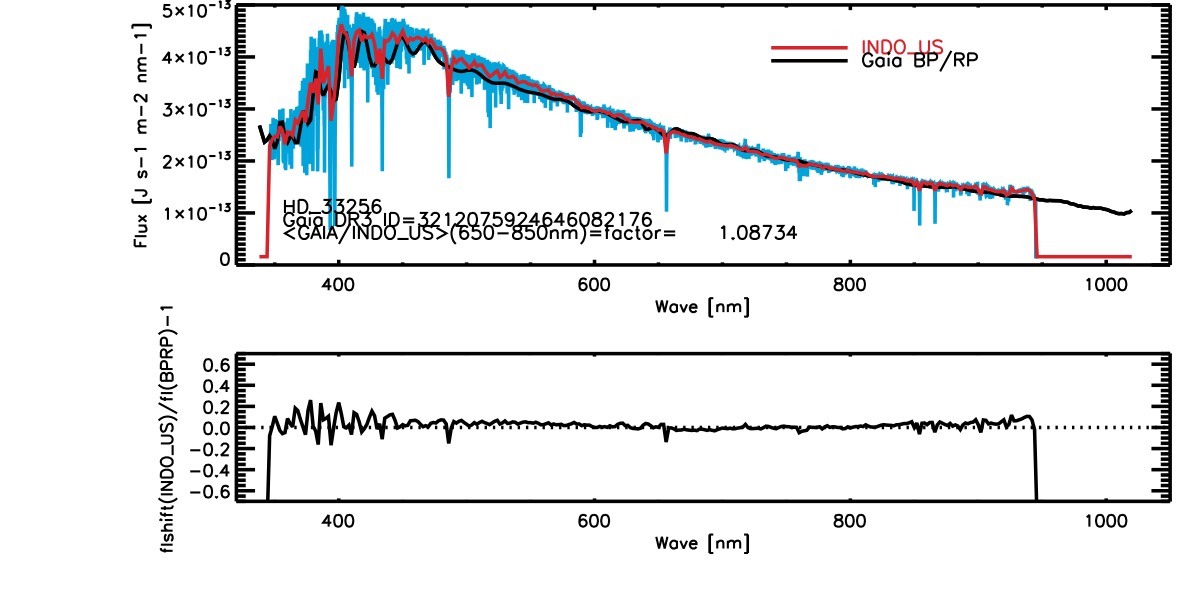 5×10−13
4×10−13
3×10−13
2×10−13
1×10−13
0
Flux [J s−1 m−2 nm−1]
INDO_US
Gaia BP/RP
HD_33256
Gaia DR3 ID=3212075924646082176
<GAIA/INDO_US>(650−850nm)=factor= 1.08734
400 600 800 1000
Wave [nm]
flshift(INDO_US)/fl(BPRP)−1
0.6
0.4
0.2
0.0
−0.2
−0.4
−0.6
400 600 800 1000
Wave [nm]